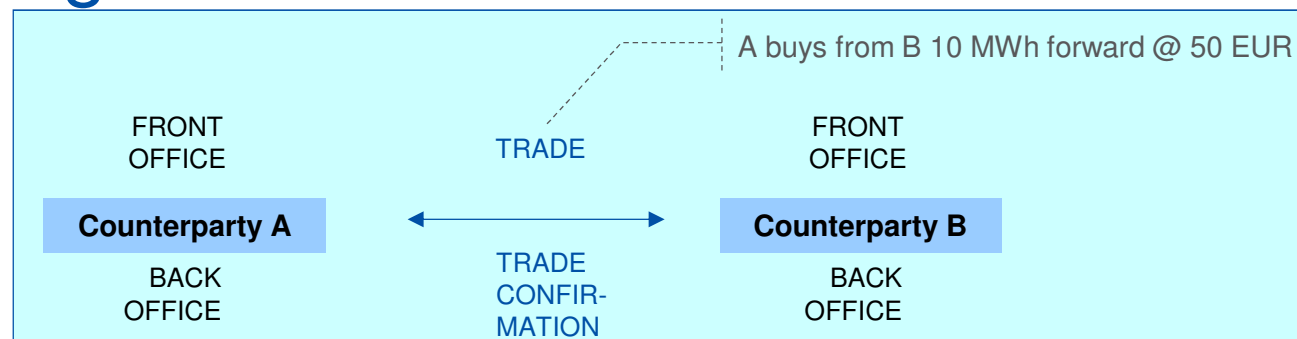 A buys from B 10 MWh forward @ 50 EUR
FRONT
OFFICE
TRADE
FRONT
OFFICE
Counterparty A
Counterparty B
BACK
OFFICE
TRADE
CONFIR-
MATION
BACK
OFFICE